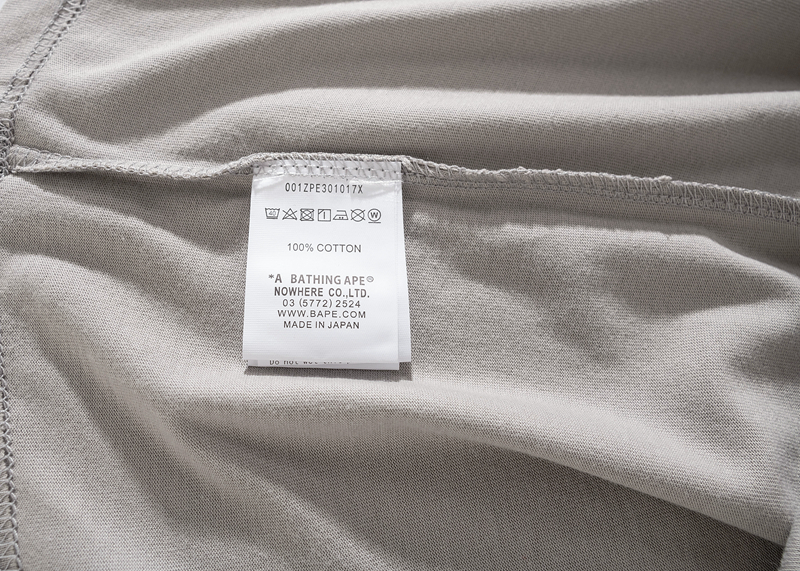 001ZPE301017X
100% COTTON
*A BATHING APE®
NOWHERE CO.,LTD.
03 (5772) 2524
WWW.BAPE.COM
MADE IN JAPAN